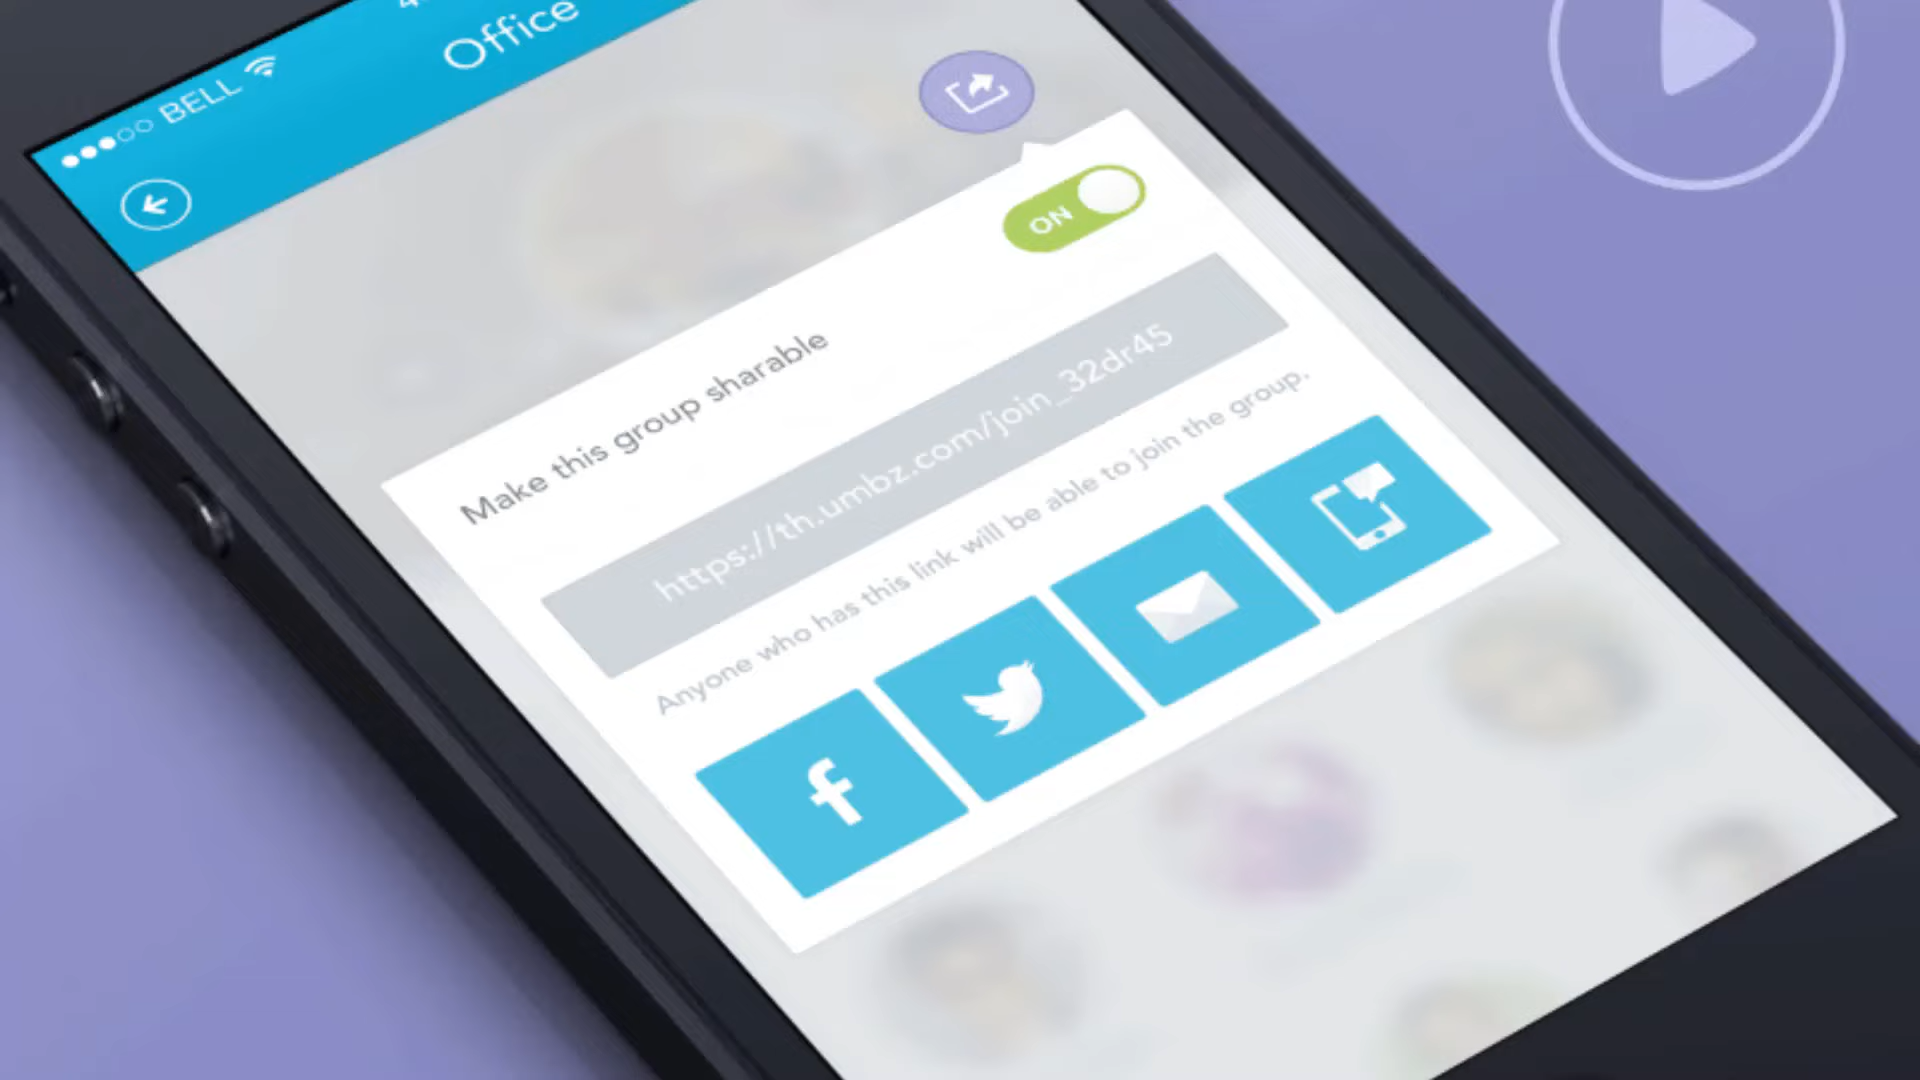 BELL
Office
ON
Make this group sharable
https://th.umbz.com/join_32dr45
Anyone who has this link will be able to join the group.